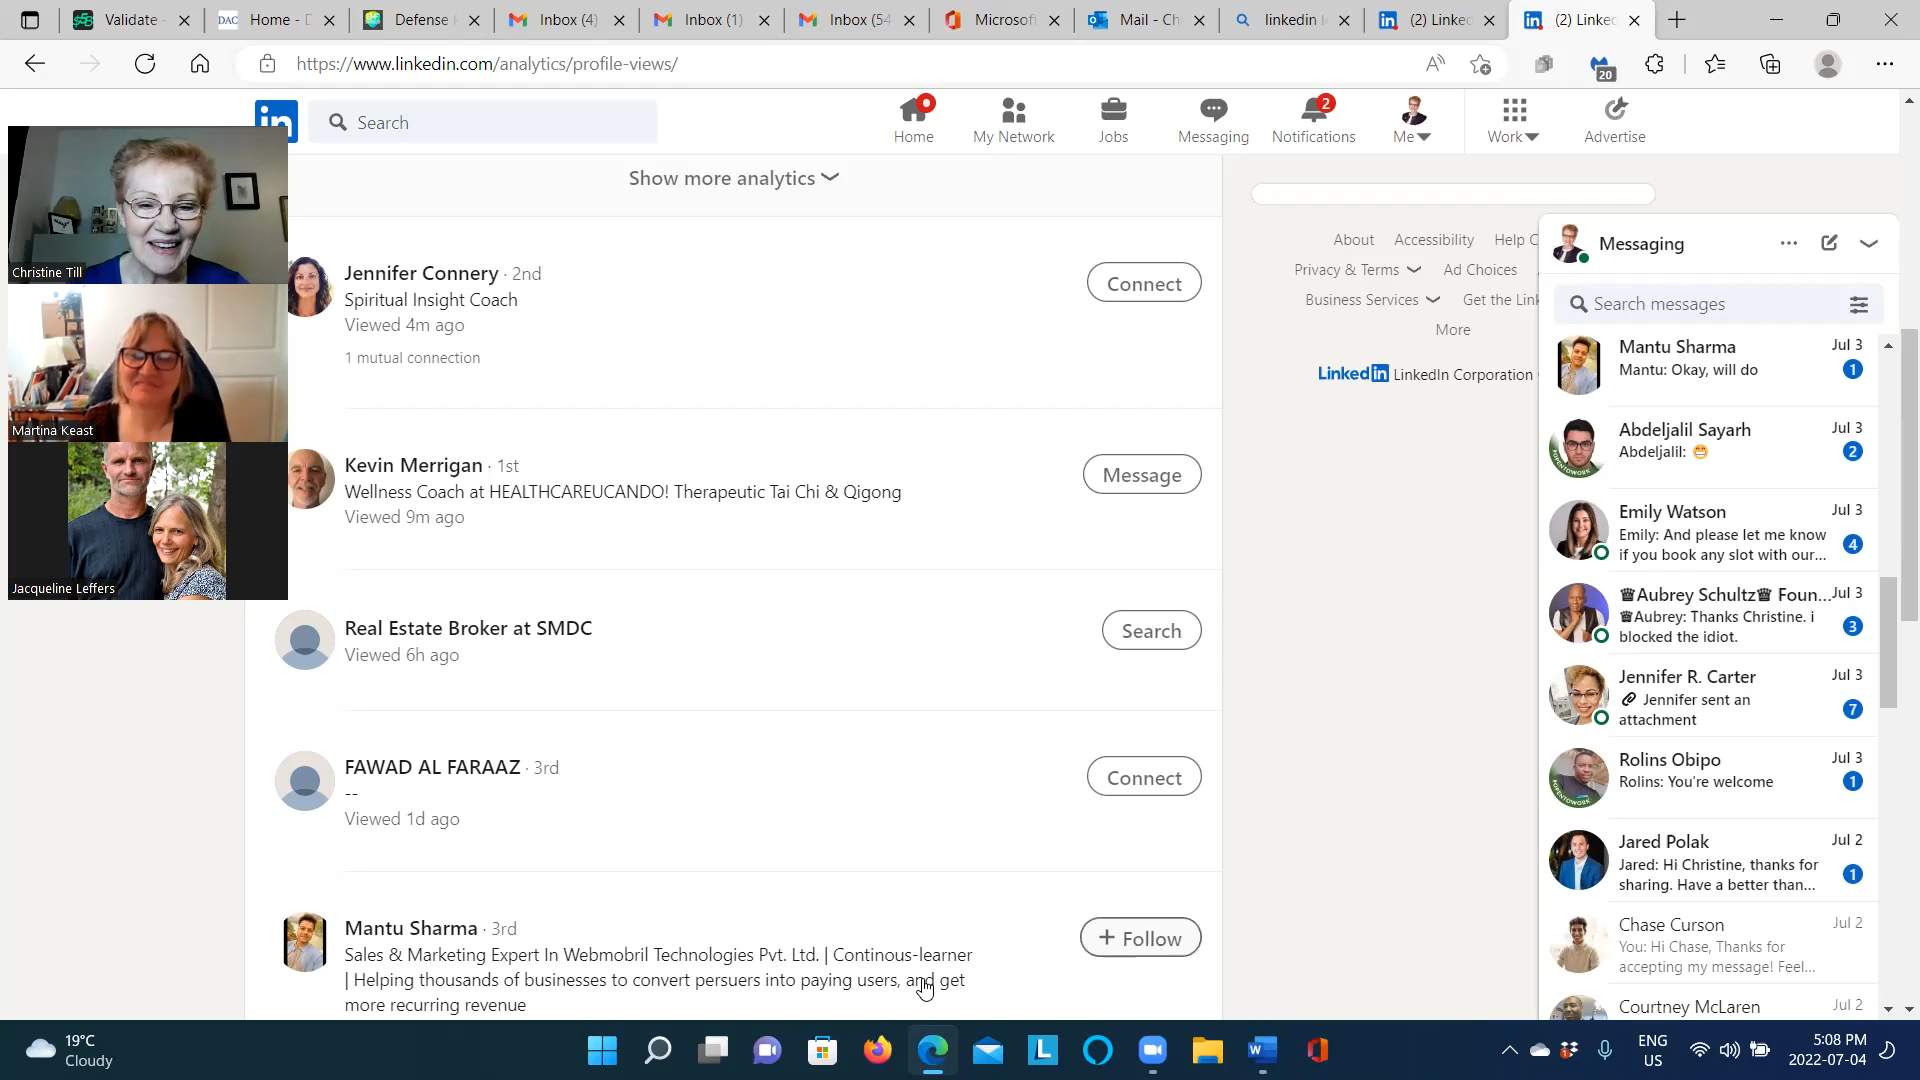 Validate -
DAC
Home - D
Defense
Inbox (4)
Inbox (1)
Inbox (54
Microsof
Mail - Ch
linkedin l
(2) Linked
(2) Linked
https://www.linkedin.com/analytics/profile-views/
20
in
Search
Home
My Network
Jobs
Messaging
2
Notifications
Me
Work
Advertise
Show more analytics
Christine Till
Martina Keast
Jacqueline Leffers
Jennifer Connery · 2nd
Spiritual Insight Coach
Viewed 4m ago
1 mutual connection
Connect
Kevin Merrigan · 1st
Wellness Coach at HEALTHCAREUCANDO! Therapeutic Tai Chi & Qigong
Viewed 9m ago
Message
Real Estate Broker at SMDC
Viewed 6h ago
Search
FAWAD AL FARAAZ · 3rd
--
Viewed 1d ago
Connect
Mantu Sharma · 3rd
Sales & Marketing Expert In Webmobril Technologies Pvt. Ltd. | Continous-learner
| Helping thousands of businesses to convert persuers into paying users, and get
more recurring revenue
+ Follow
About Accessibility Help C
Privacy & Terms Ad Choices
Business Services Get the Link
More
LinkedIn LinkedIn Corporation
Messaging
Search messages
Mantu Sharma Jul 3
Mantu: Okay, will do 1
Abdeljalil Sayarh Jul 3
Abdeljalil: 😁 2
#OPENTOWORK
Emily Watson Jul 3
Emily: And please let me know
if you book any slot with our... 4
♛Aubrey Schultz♛ Foun... Jul 3
♛Aubrey: Thanks Christine. i
blocked the idiot. 3
Jennifer R. Carter Jul 3
Jennifer sent an
attachment 7
Rolins Obipo Jul 3
Rolins: You're welcome 1
#OPENTOWORK
Jared Polak Jul 2
Jared: Hi Christine, thanks for
sharing. Have a better than... 1
Chase Curson Jul 2
You: Hi Chase, Thanks for
accepting my message! Feel...
Courtney McLaren Jul 2
19°C
Cloudy
L
W
ENG
US
5:08 PM
2022-07-04